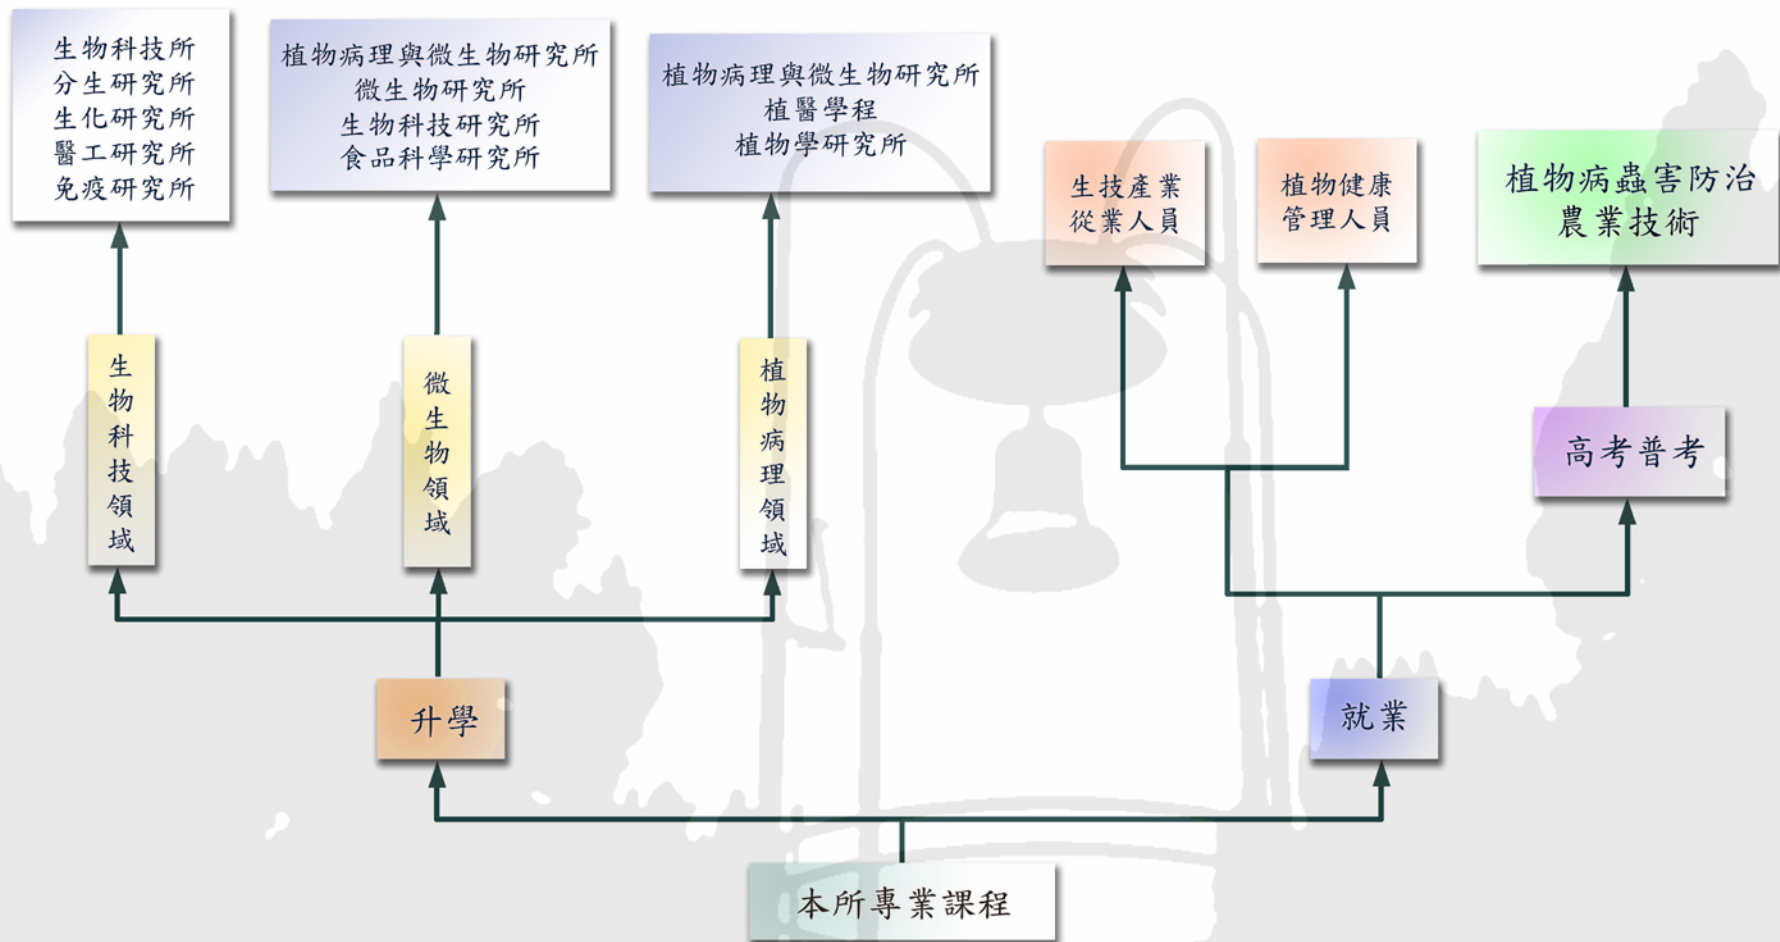 生物科技所
分生研究所
生化研究所
醫工研究所
免疫研究所
植物病理與微生物研究所
微生物研究所
生物科技研究所
食品科學研究所
植物病理與微生物研究所
植醫學程
植物學研究所
生技產業
從業人員
植物健康
管理人員
植物病蟲害防治
農業技術
生物科技領域
微生物領域
植物病理領域
高考普考
升學
就業
本所專業課程